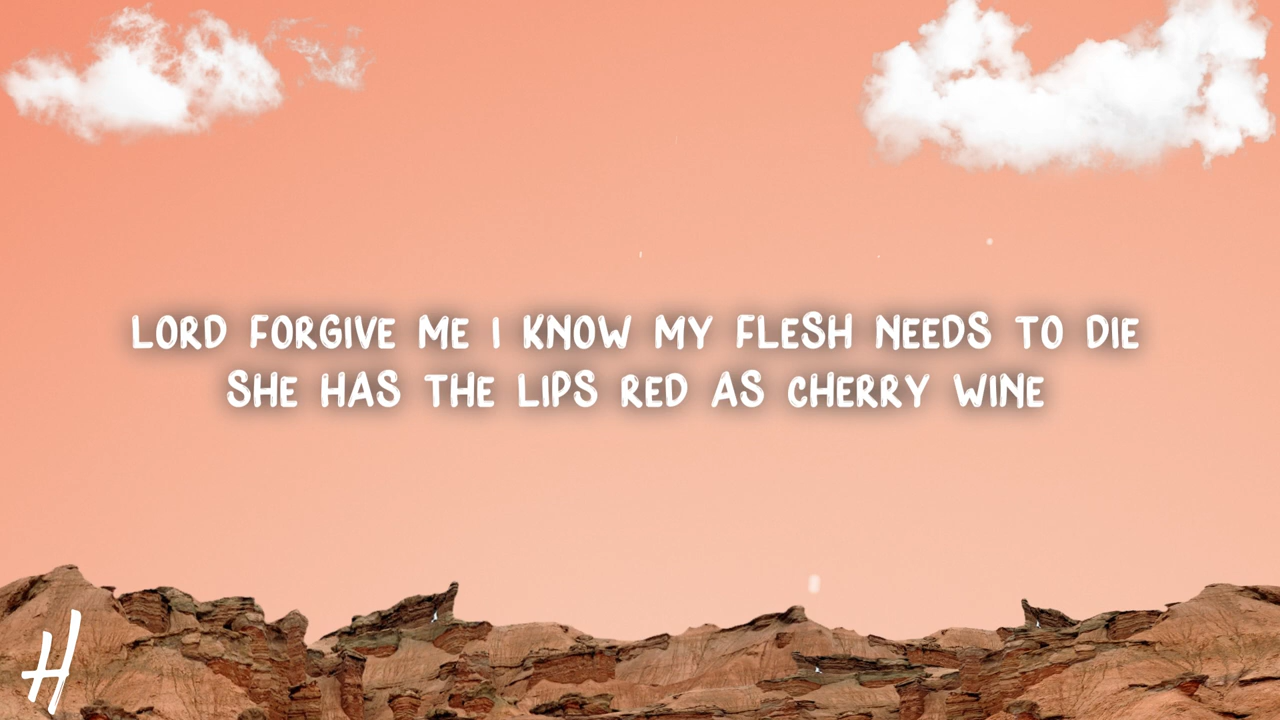 LORD FORGIVE ME I KNOW MY FLESH NEEDS TO DIE
SHE HAS THE LIPS RED AS CHERRY WINE
H